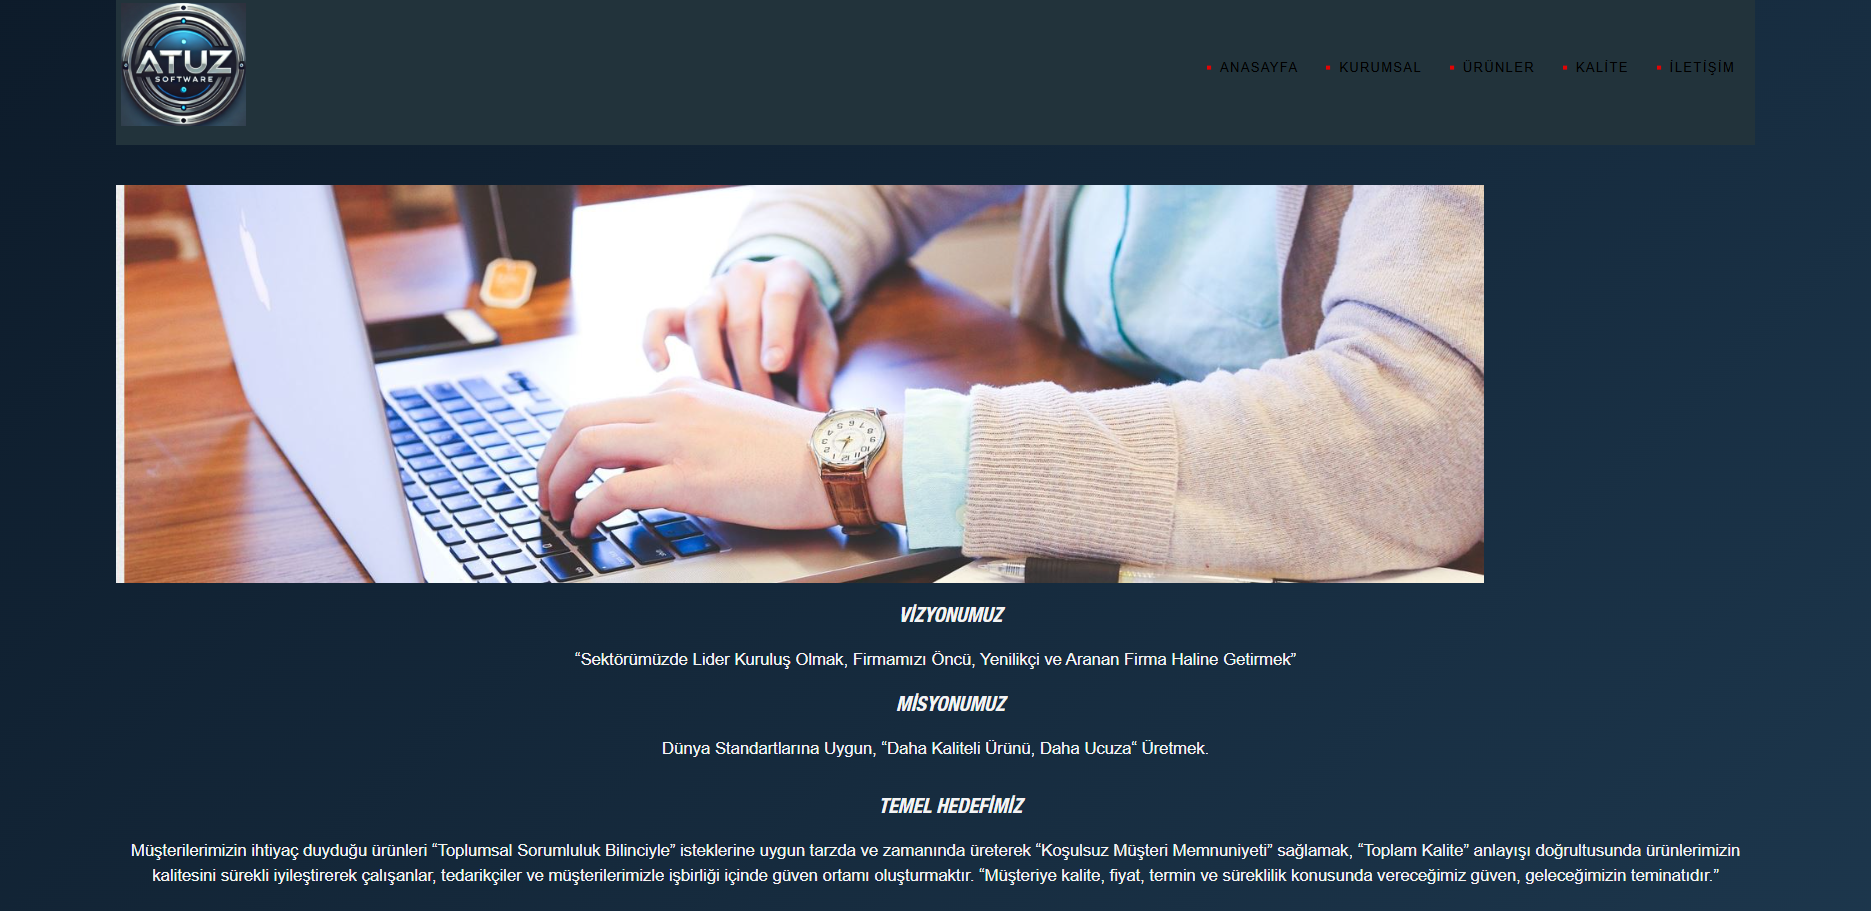 ATUZ
SOFTWARE
ANASAYFA
KURUMSAL
ÜRÜNLER
KALİTE
İLETİŞİM
VİZYONUMUZ
“Sektörümüzde Lider Kuruluş Olmak, Firmamızı Öncü, Yenilikçi ve Aranan Firma Haline Getirmek”
MİSYONUMUZ
Dünya Standartlarına Uygun, “Daha Kaliteli Ürünü, Daha Ucuza“ Üretmek.
TEMEL HEDEFİMİZ
Müşterilerimizin ihtiyaç duyduğu ürünleri “Toplumsal Sorumluluk Bilinciyle” isteklerine uygun tarzda ve zamanında üreterek “Koşulsuz Müşteri Memnuniyeti” sağlamak, “Toplam Kalite” anlayışı doğrultusunda ürünlerimizin
kalitesini sürekli iyileştirerek çalışanlar, tedarikçiler ve müşterilerimizle işbirliği içinde güven ortamı oluşturmaktır. “Müşteriye kalite, fiyat, termin ve süreklilik konusunda vereceğimiz güven, geleceğimizin teminatıdır.”